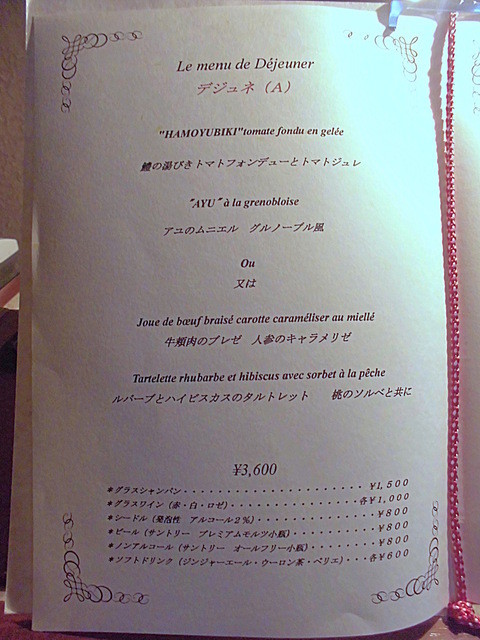 Le menu de Déjeuner
デジュネ（A）
"HAMOYUBIKI"tomate fondu en gelée
鱧の湯びきトマトフォンデューとトマトジュレ
"AYU" à la grenobloise
アユのムニエル　グルノーブル風
Ou
又は
Joue de bœuf braisé carotte caraméliser au miellé
牛頬肉のブレゼ　人参のキャラメリゼ
Tartelette rhubarbe et hibiscus avec sorbet à la pêche
ルバーブとハイビスカスのタルトレット　　桃のソルベと共に
¥3,600
＊グラスシャンパン・・・・・・・・・・・・・・・・・・・・・・￥１,５００
＊グラスワイン（赤・白・ロゼ）・・・・・・・・・・・・・・・・各￥１,０００
＊シードル（発泡性　アルコール２％）・・・・・・・・・・・・・・￥８００
＊ビール（サントリー　プレミアムモルツ小瓶）・・・・・・・・・・￥８００
＊ノンアルコール（サントリー　オールフリー小瓶）・・・・・・・・￥８００
＊ソフトドリンク（ジンジャーエール・ウーロン茶・ペリエ）・・・各￥６００